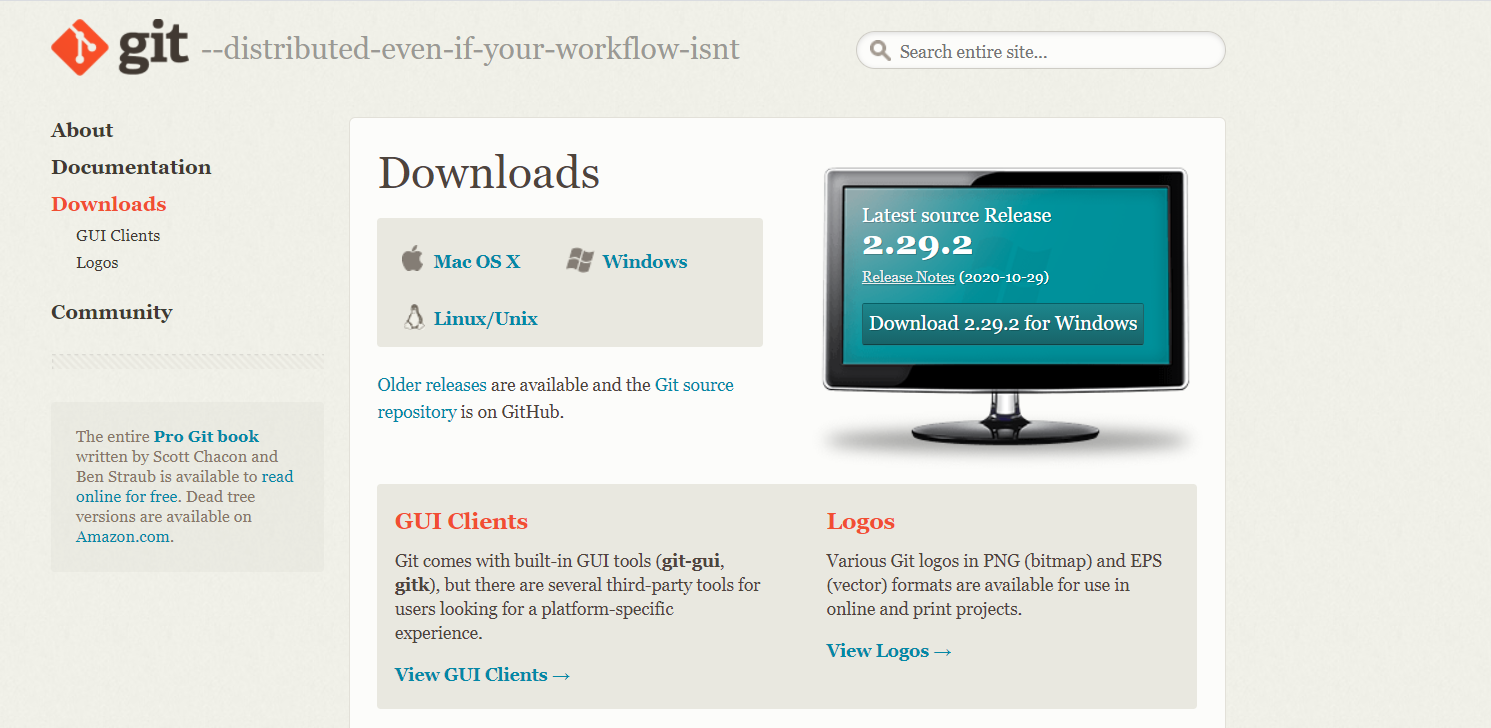 git --distributed-even-if-your-workflow-isnt
Search entire site...
About
Documentation
Downloads
GUI Clients
Logos
Community
The entire Pro Git book
written by Scott Chacon and
Ben Straub is available to read
online for free. Dead tree
versions are available on
Amazon.com.
Downloads
Mac OS X
Windows
Linux/Unix
Older releases are available and the Git source
repository is on GitHub.
Latest source Release
2.29.2
Release Notes (2020-10-29)
Download 2.29.2 for Windows
GUI Clients
Git comes with built-in GUI tools (git-gui,
gitk), but there are several third-party tools for
users looking for a platform-specific
experience.
View GUI Clients →
Logos
Various Git logos in PNG (bitmap) and EPS
(vector) formats are available for use in
online and print projects.
View Logos →